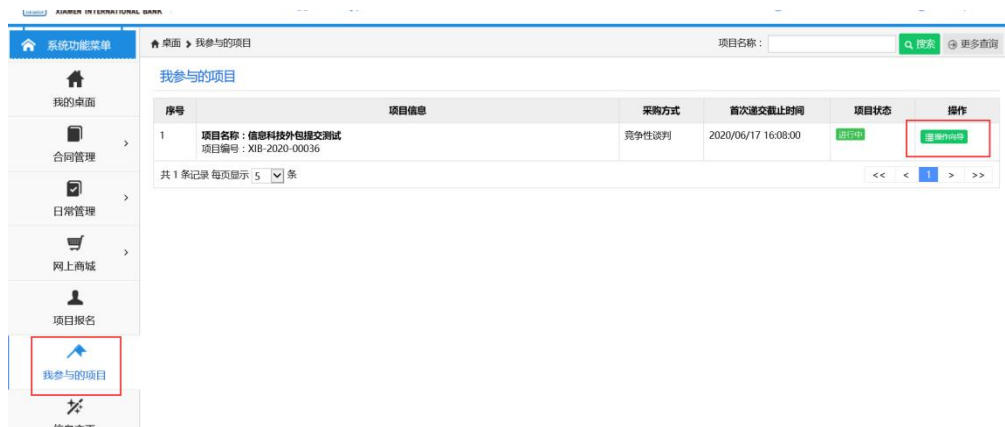 XIAMEN INTERNATIONAL BANK
系统功能菜单
桌面 > 我参与的项目
项目名称：
搜索
更多查询
我的桌面
合同管理
日常管理
网上商城
项目报名
我参与的项目
我参与的项目
序号 项目信息 采购方式 首次递交截止时间 项目状态 操作
1 项目名称：信息科技外包提交测试 竞争性谈判 2020/06/17 16:08:00 进行中 操作向导
项目编号：XIB-2020-00036
共 1 条记录 每页显示 5 条 << < 1 > >>